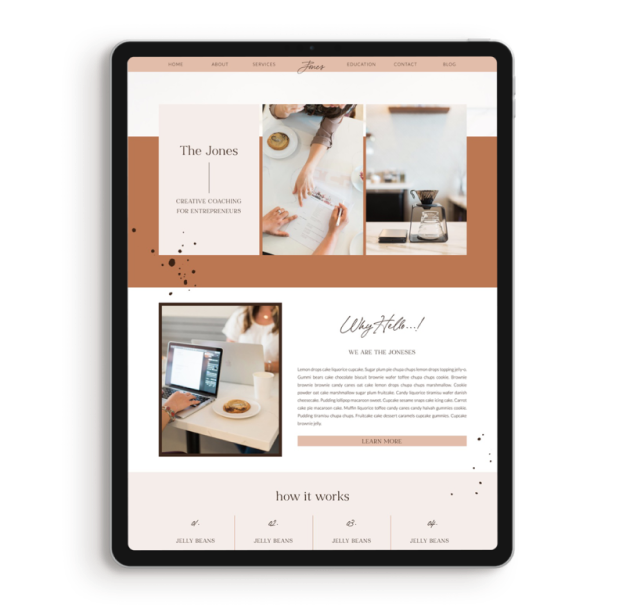 HOME ABOUT SERVICES Jones EDUCATION CONTACT BLOG
The Jones
CREATIVE COACHING
FOR ENTREPRENEURS
Why Hello...!
WE ARE THE JONESES
Lemon drops cake liquorice cupcake. Sugar plum pie chupa chups lemon drops topping jelly-o.
Gummi bears cake chocolate biscuit brownie wafer toffee chupa chups cookie. Brownie
brownie brownie candy canes oat cake lemon drops chupa chups marshmallow. Cookie
powder oat cake marshmallow sugar plum fruitcake. Candy liquorice tiramisu wafer danish
cheesecake. Pudding lollipop macaroon sweet. Cupcake sesame snaps cake icing cake. Carrot
cake pie macaroon cake. Muffin liquorice toffee candy canes candy halvah gummies cookie.
Pudding tiramisu chupa chups. Fruitcake cake dessert caramels cupcake gummies. Cupcake
brownie jelly.
LEARN MORE
how it works
01. 02. 03. 04.
JELLY BEANS JELLY BEANS JELLY BEANS JELLY BEANS